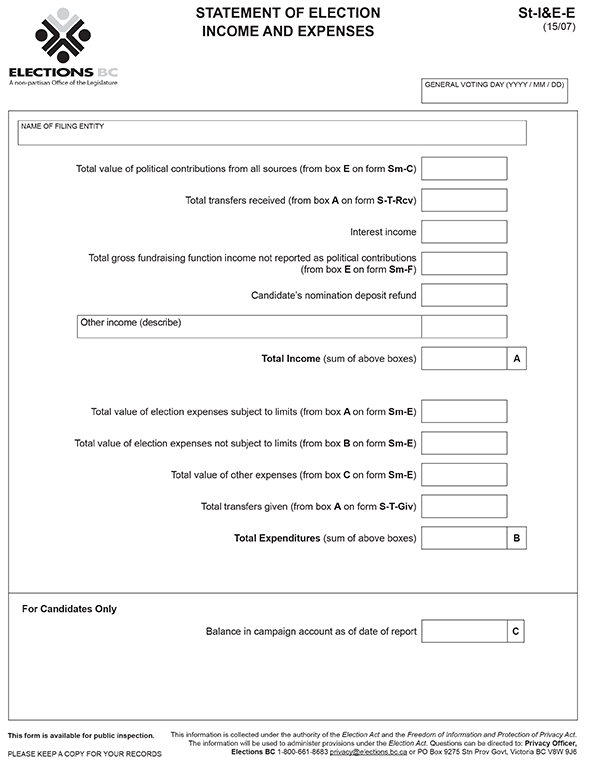 STATEMENT OF ELECTION
INCOME AND EXPENSES
St-I&E-E
(15/07)
ELECTIONS BC
A non-partisan Office of the Legislature
GENERAL VOTING DAY (YYYY / MM / DD)
NAME OF FILING ENTITY
Total value of political contributions from all sources (from box E on form Sm-C)
Total transfers received (from box A on form S-T-Rcv)
Interest income
Total gross fundraising function income not reported as political contributions
(from box E on form Sm-F)
Candidate's nomination deposit refund
Other income (describe)
Total Income (sum of above boxes)
A
Total value of election expenses subject to limits (from box A on form Sm-E)
Total value of election expenses not subject to limits (from box B on form Sm-E)
Total value of other expenses (from box C on form Sm-E)
Total transfers given (from box A on form S-T-Giv)
Total Expenditures (sum of above boxes)
B
For Candidates Only
Balance in campaign account as of date of report
C
This form is available for public inspection.
PLEASE KEEP A COPY FOR YOUR RECORDS
This information is collected under the authority of the Election Act and the Freedom of Information and Protection of Privacy Act.
The information will be used to administer provisions under the Election Act. Questions can be directed to: Privacy Officer,
Elections BC 1-800-661-8683 privacy@elections.bc.ca or PO Box 9275 Stn Prov Govt, Victoria BC V8W 9J6